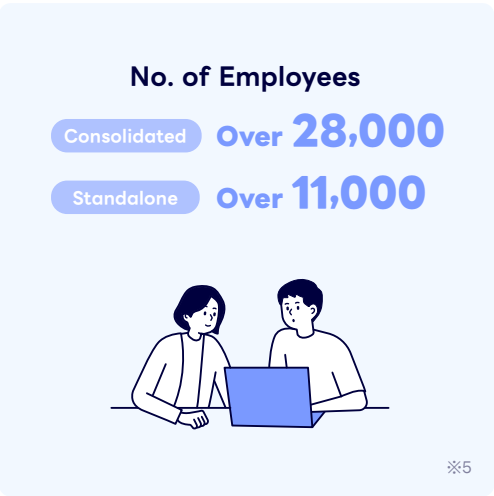 No. of Employees
Consolidated Over 28,000
Standalone Over 11,000
※5